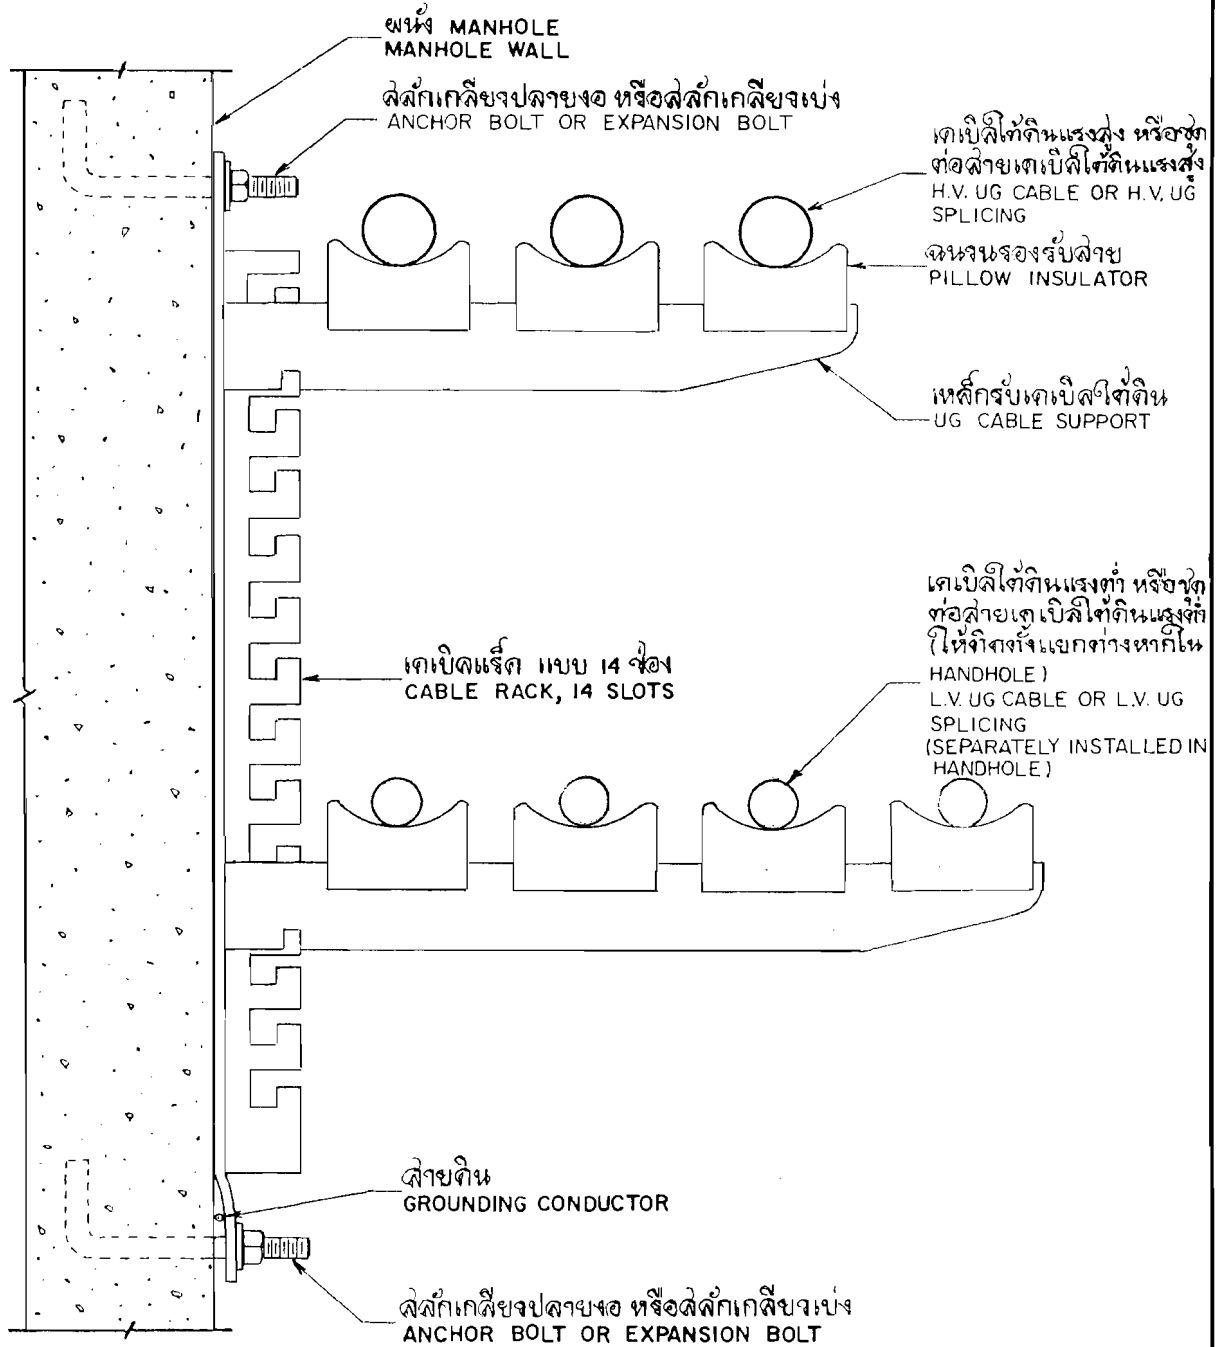 ผนัง MANHOLE
MANHOLE WALL
สลักเกลียวปลายงอ หรือสลักเกลียวเบ่ง
ANCHOR BOLT OR EXPANSION BOLT
เคเบิลใต้ดินแรงสูง หรือชุด
ต่อสายเคเบิลใต้ดินแรงสูง
H.V. UG CABLE OR H.V. UG
SPLICING
ฉนวนรองรับสาย
PILLOW INSULATOR
เหล็กรับเคเบิลใต้ดิน
UG CABLE SUPPORT
เคเบิลใต้ดินแรงต่ำ หรือชุด
ต่อสายเคเบิลใต้ดินแรงต่ำ
(ให้ติดตั้งแยกต่างหากใน
HANDHOLE)
L.V. UG CABLE OR L.V. UG
SPLICING
(SEPARATELY INSTALLED IN
HANDHOLE)
เคเบิลแร็ค แบบ 14 ช่อง
CABLE RACK, 14 SLOTS
สายดิน
GROUNDING CONDUCTOR
สลักเกลียวปลายงอ หรือสลักเกลียวเบ่ง
ANCHOR BOLT OR EXPANSION BOLT